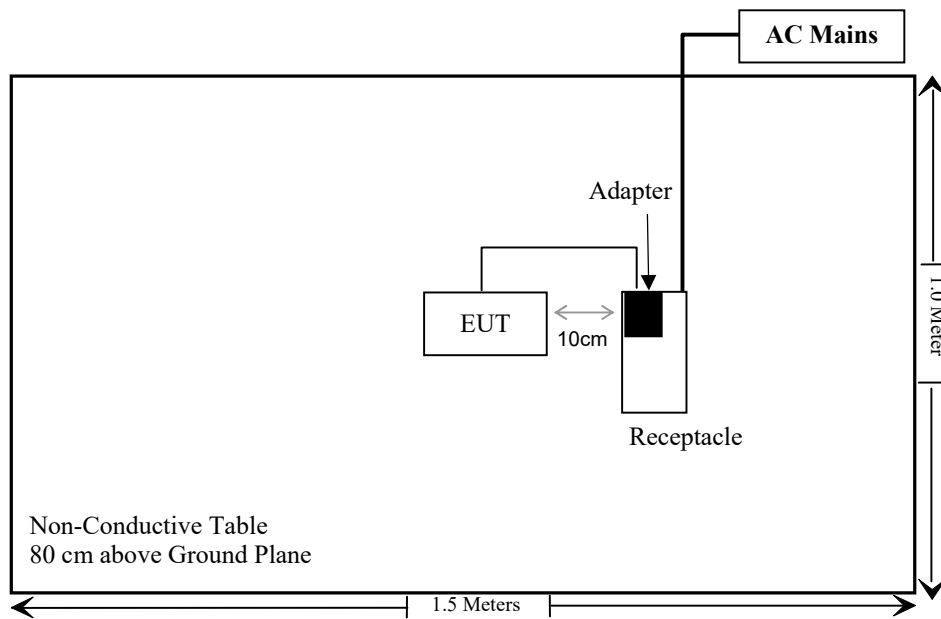 AC Mains
Adapter
EUT
10cm
1.0 Meter
Receptacle
Non-Conductive Table
80 cm above Ground Plane
1.5 Meters